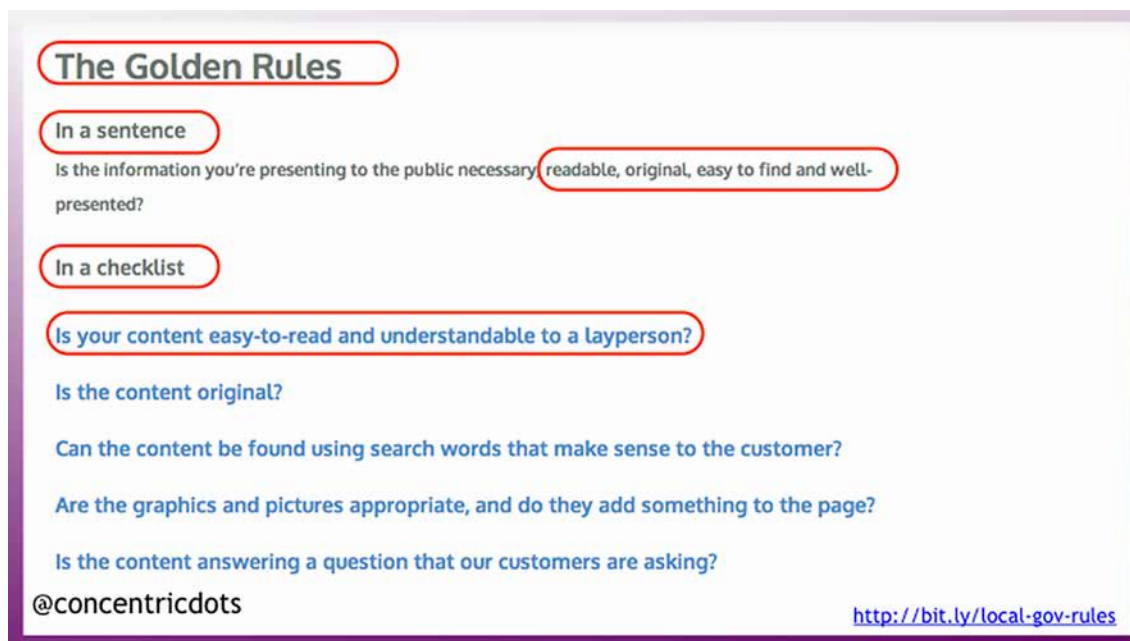 The Golden Rules
In a sentence
Is the information you're presenting to the public necessary, readable, original, easy to find and well-
presented?
In a checklist
Is your content easy-to-read and understandable to a layperson?
Is the content original?
Can the content be found using search words that make sense to the customer?
Are the graphics and pictures appropriate, and do they add something to the page?
Is the content answering a question that our customers are asking?
@concentricdots
http://bit.ly/local-gov-rules